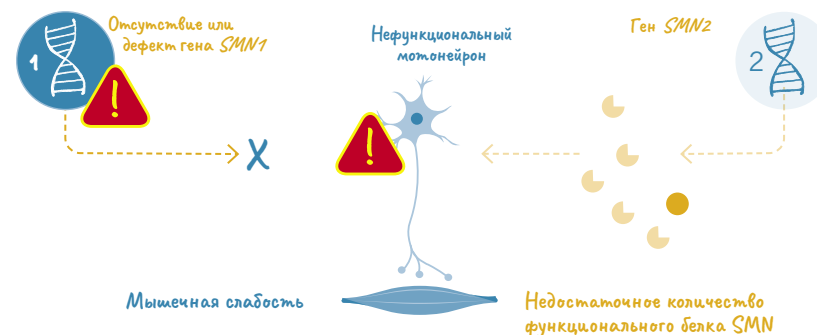 Отсутствие или
дефект гена SMN1
1
!
X
Нефункциональный
мотонейрон
!
Ген SMN2
2
Мышечная слабость
Недостаточное количество
функционального белка SMN